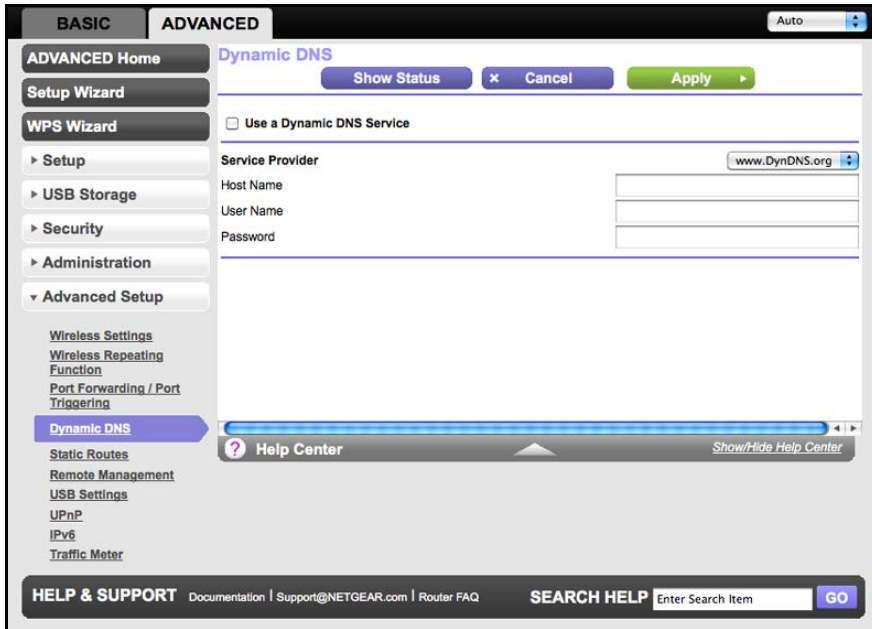 BASIC
ADVANCED
Auto
ADVANCED Home
Setup Wizard
WPS Wizard
Setup
USB Storage
Security
Administration
Advanced Setup
Wireless Settings
Wireless Repeating
Function
Port Forwarding / Port
Triggering
Dynamic DNS
Static Routes
Remote Management
USB Settings
UPnP
IPv6
Traffic Meter
Dynamic DNS
Show Status
× Cancel
Apply
Use a Dynamic DNS Service
Service Provider www.DynDNS.org
Host Name
User Name
Password
? Help Center
Show/Hide Help Center
HELP & SUPPORT Documentation | Support@NETGEAR.com | Router FAQ
SEARCH HELP Enter Search Item GO